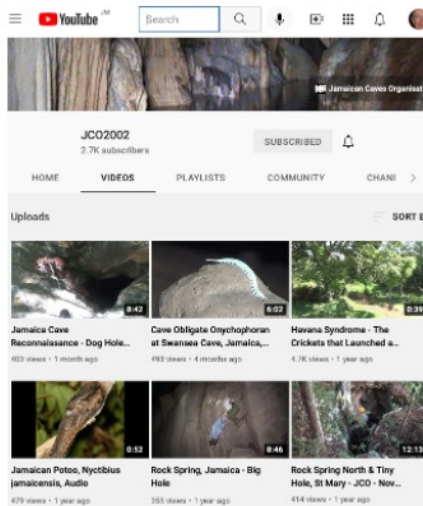 YouTube JM
Search
Jamaican Caves Organisat
JCO2002
2.7K subscribers
SUBSCRIBED
HOME VIDEOS PLAYLISTS COMMUNITY CHANI
Uploads
SORT B
8:42
6:02
0:39
Jamaica Cave
Reconnaissance - Dog Hole...
403 views • 1 month ago
Cave Obligate Onychophoran
at Swansea Cave, Jamaica,...
493 views • 4 months ago
Havana Syndrome - The
Crickets that Launched a...
4.7K views • 1 year ago
0:52
8:46
12:13
Jamaican Potoo, Nyctibius
jamaicensis, Audio
479 views • 1 year ago
Rock Spring, Jamaica - Big
Hole
355 views • 1 year ago
Rock Spring North & Tiny
Hole, St Mary - JCO - Nov...
414 views • 1 year ago